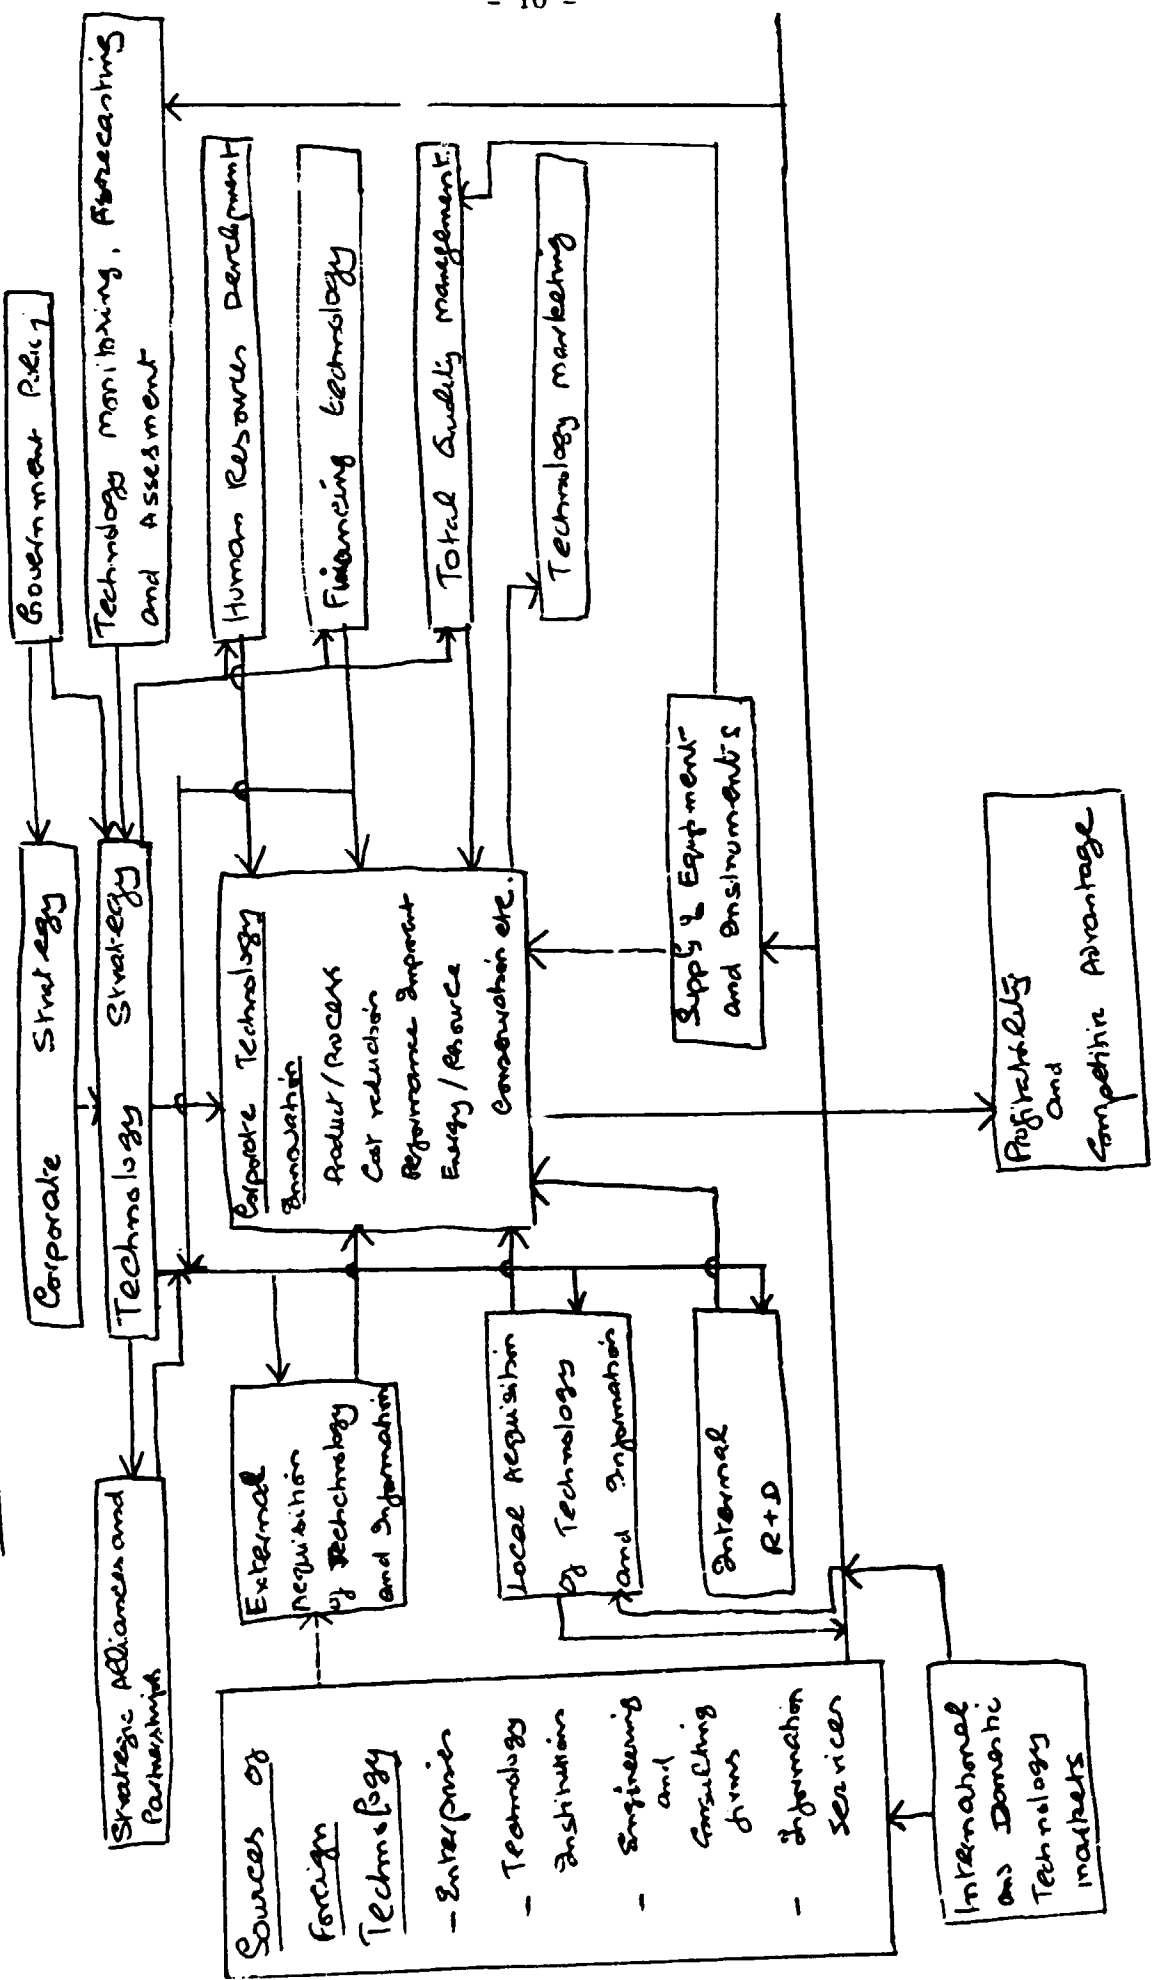 - 10 -
Government Policy
Corporate Strategy
Technology Strategy
Technology Monitoring, Forecasting
and Assesment
Strategic Alliances and
Partnerships
Human Resources Development
Financing technology
Total Quality management.
Technology marketing
Corporate Technology
Innovation
Product / Process
Cost reduction
Performance Improvmt
Energy / Resource
Conservation etc.
External
Acquisition
of Technology
and Information
Local Acquisition
of Technology
and Information
Internal
R+D
Supply & Equipment
and Instruments
Sources of
Foreign
Technology
- Enterprises
- Technology
Institutions
- Engineering
and
Consulting
firms
- Information
Services
International
and Domestic
Technology
markets
Profitability
and
Competitive Advantage